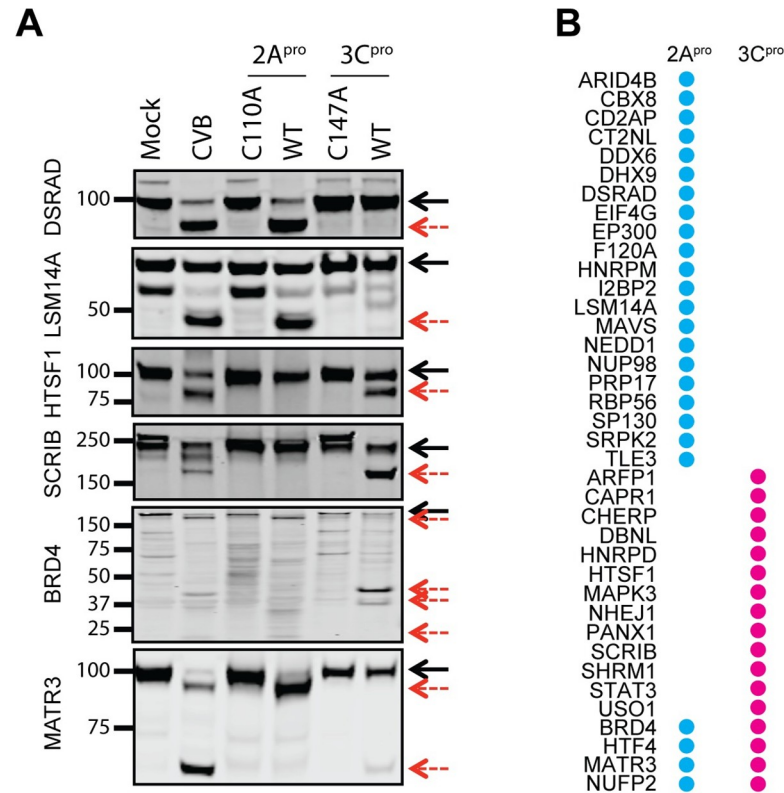 A
2Apro 3Cpro
Mock CVB C110A WT C147A WT
DSRAD
100
LSM14A
50
HTSF1
100
75
SCRIB
250
150
BRD4
150
75
50
37
25
MATR3
100
75
B
2Apro 3Cpro
ARID4B
CBX8
CD2AP
CT2NL
DDX6
DHX9
DSRAD
EIF4G
EP300
F120A
HNRPM
I2BP2
LSM14A
MAVS
NEDD1
NUP98
PRP17
RBP56
SP130
SRPK2
TLE3
ARFP1
CAPR1
CHERP
DBNL
HNRPD
HTSF1
MAPK3
NHEJ1
PANX1
SCRIB
SHRM1
STAT3
USO1
BRD4
HTF4
MATR3
NUFP2